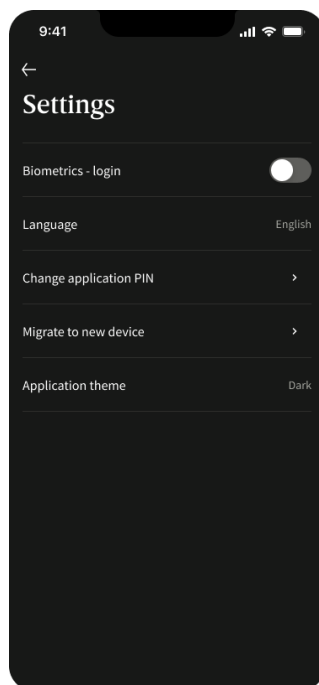 9:41
Settings
Biometrics - login
Language English
Change application PIN
Migrate to new device
Application theme Dark